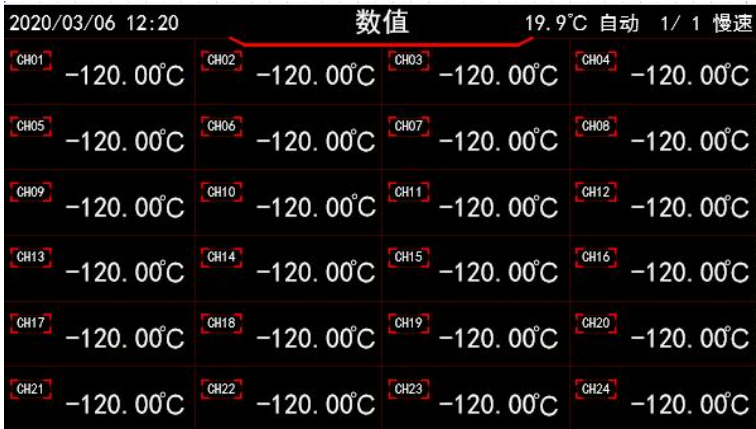 2020/03/06 12:20 数值 19.9℃ 自动 1/ 1 慢速
CH01 -120.00℃ CH02 -120.00℃ CH03 -120.00℃ CH04 -120.00℃
CH05 -120.00℃ CH06 -120.00℃ CH07 -120.00℃ CH08 -120.00℃
CH09 -120.00℃ CH10 -120.00℃ CH11 -120.00℃ CH12 -120.00℃
CH13 -120.00℃ CH14 -120.00℃ CH15 -120.00℃ CH16 -120.00℃
CH17 -120.00℃ CH18 -120.00℃ CH19 -120.00℃ CH20 -120.00℃
CH21 -120.00℃ CH22 -120.00℃ CH23 -120.00℃ CH24 -120.00℃